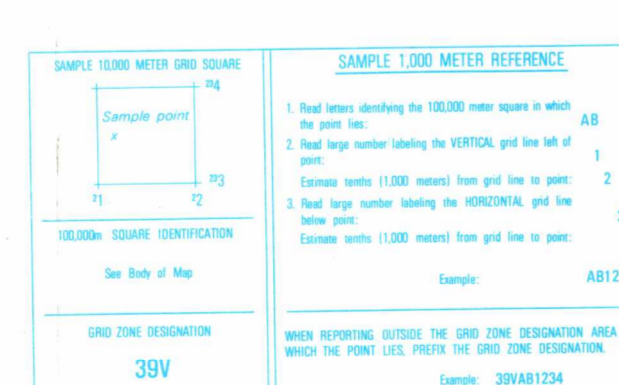 SAMPLE 10,000 METER GRID SQUARE
234
Sample point
x
233
21
22
100,000m SQUARE IDENTIFICATION
See Body of Map
GRID ZONE DESIGNATION
39V
SAMPLE 1,000 METER REFERENCE
1. Read letters identifying the 100,000 meter square in which
the point lies:
AB
2. Read large number labeling the VERTICAL grid line left of
point:
1
Estimate tenths (1,000 meters) from grid line to point:
2
3. Read large number labeling the HORIZONTAL grid line
below point:
Estimate tenths (1,000 meters) from grid line to point:
Example:
AB12
WHEN REPORTING OUTSIDE THE GRID ZONE DESIGNATION AREA
WHICH THE POINT LIES, PREFIX THE GRID ZONE DESIGNATION.
Example: 39VAB1234